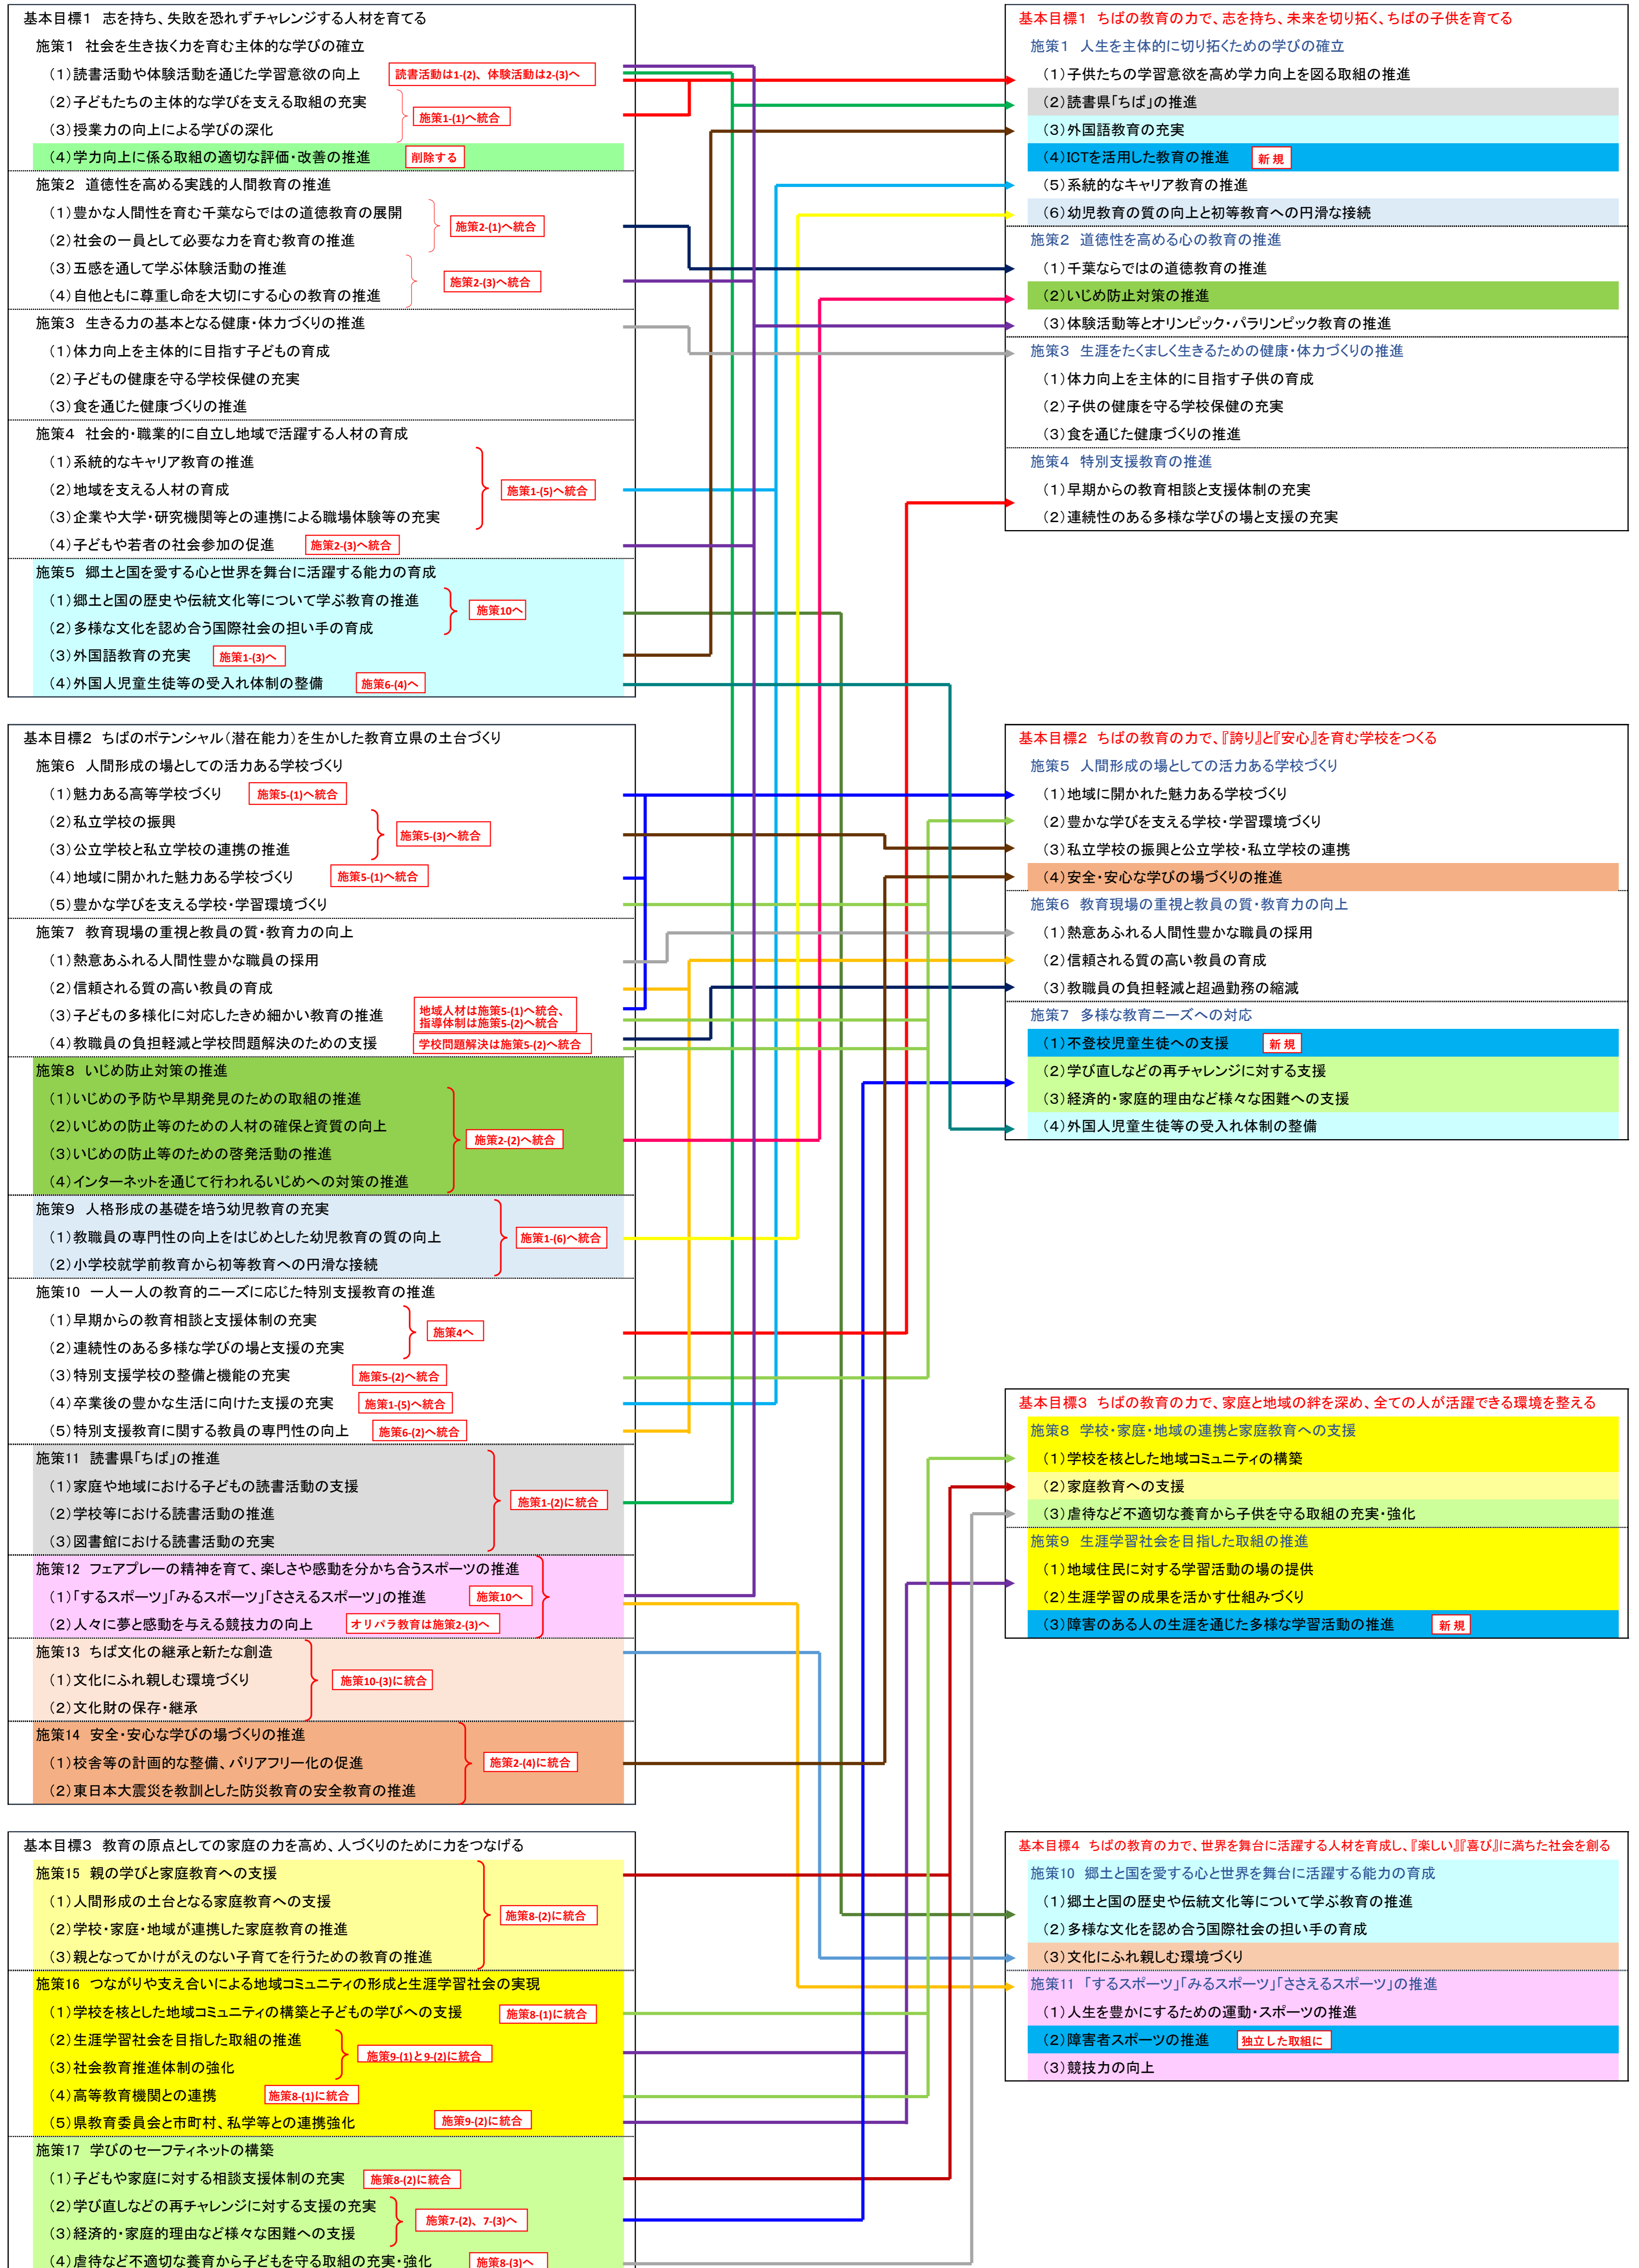 基本目標1 志を持ち、失敗を恐れずチャレンジする人材を育てる
施策1 社会を生き抜く力を育む主体的な学びの確立
(1)読書活動や体験活動を通じた学習意欲の向上 読書活動は1-(2)、体験活動は2-(3)へ
(2)子どもたちの主体的な学びを支える取組の充実
施策1-(1)へ統合
(3)授業力の向上による学びの深化
(4)学力向上に係る取組の適切な評価・改善の推進 削除する
施策2 道徳性を高める実践的人間教育の推進
(1)豊かな人間性を育む千葉ならではの道徳教育の展開
施策2-(1)へ統合
(2)社会の一員として必要な力を育む教育の推進
(3)五感を通して学ぶ体験活動の推進
施策2-(3)へ統合
(4)自他ともに尊重し命を大切にする心の教育の推進
施策3 生きる力の基本となる健康・体力づくりの推進
(1)体力向上を主体的に目指す子どもの育成
(2)子どもの健康を守る学校保健の充実
(3)食を通じた健康づくりの推進
施策4 社会的・職業的に自立し地域で活躍する人材の育成
(1)系統的なキャリア教育の推進
(2)地域を支える人材の育成 施策1-(5)へ統合
(3)企業や大学・研究機関等との連携による職場体験等の充実
(4)子どもや若者の社会参加の促進 施策2-(3)へ統合
施策5 郷土と国を愛する心と世界を舞台に活躍する能力の育成
(1)郷土と国の歴史や伝統文化等について学ぶ教育の推進
施策10へ
(2)多様な文化を認め合う国際社会の担い手の育成
(3)外国語教育の充実 施策1-(3)へ
(4)外国人児童生徒等の受入れ体制の整備 施策6-(4)へ
基本目標2 ちばのポテンシャル(潜在能力)を生かした教育立県の土台づくり
施策6 人間形成の場としての活力ある学校づくり
(1)魅力ある高等学校づくり 施策5-(1)へ統合
(2)私立学校の振興
施策5-(3)へ統合
(3)公立学校と私立学校の連携の推進
(4)地域に開かれた魅力ある学校づくり 施策5-(1)へ統合
(5)豊かな学びを支える学校・学習環境づくり
施策7 教育現場の重視と教員の質・教育力の向上
(1)熱意あふれる人間性豊かな職員の採用
(2)信頼される質の高い教員の育成
(3)子どもの多様化に対応したきめ細かい教育の推進 地域人材は施策5-(1)へ統合、
指導体制は施策5-(2)へ統合
(4)教職員の負担軽減と学校問題解決のための支援 学校問題解決は施策5-(2)へ統合
施策8 いじめ防止対策の推進
(1)いじめの予防や早期発見のための取組の推進
(2)いじめの防止等のための人材の確保と資質の向上
施策2-(2)へ統合
(3)いじめの防止等のための啓発活動の推進
(4)インターネットを通じて行われるいじめへの対策の推進
施策9 人格形成の基礎を培う幼児教育の充実
(1)教職員の専門性の向上をはじめとした幼児教育の質の向上 施策1-(6)へ統合
(2)小学校就学前教育から初等教育への円滑な接続
施策10 一人一人の教育的ニーズに応じた特別支援教育の推進
(1)早期からの教育相談と支援体制の充実
施策4へ
(2)連続性のある多様な学びの場と支援の充実
(3)特別支援学校の整備と機能の充実 施策5-(2)へ統合
(4)卒業後の豊かな生活に向けた支援の充実 施策1-(5)へ統合
(5)特別支援教育に関する教員の専門性の向上 施策6-(2)へ統合
施策11 読書県「ちば」の推進
(1)家庭や地域における子どもの読書活動の支援
施策1-(2)に統合
(2)学校等における読書活動の推進
(3)図書館における読書活動の充実
施策12 フェアプレーの精神を育て、楽しさや感動を分かち合うスポーツの推進
(1)「するスポーツ」「みるスポーツ」「ささえるスポーツ」の推進 施策10へ
(2)人々に夢と感動を与える競技力の向上 オリパラ教育は施策2-(3)へ
施策13 ちば文化の継承と新たな創造
(1)文化にふれ親しむ環境づくり 施策10-(3)に統合
(2)文化財の保存・継承
施策14 安全・安心な学びの場づくりの推進
(1)校舎等の計画的な整備、バリアフリー化の促進 施策2-(4)に統合
(2)東日本大震災を教訓とした防災教育の安全教育の推進
基本目標3 教育の原点としての家庭の力を高め、人づくりのために力をつなげる
施策15 親の学びと家庭教育への支援
(1)人間形成の土台となる家庭教育への支援
施策8-(2)に統合
(2)学校・家庭・地域が連携した家庭教育の推進
(3)親となってかけがえのない子育てを行うための教育の推進
施策16 つながりや支え合いによる地域コミュニティの形成と生涯学習社会の実現
(1)学校を核とした地域コミュニティの構築と子どもの学びへの支援 施策8-(1)に統合
(2)生涯学習社会を目指した取組の推進
施策9-(1)と9-(2)に統合
(3)社会教育推進体制の強化
(4)高等教育機関との連携 施策8-(1)に統合
(5)県教育委員会と市町村、私学等との連携強化 施策9-(2)に統合
施策17 学びのセーフティネットの構築
(1)子どもや家庭に対する相談支援体制の充実 施策8-(2)に統合
(2)学び直しなどの再チャレンジに対する支援の充実
施策7-(2)、7-(3)へ
(3)経済的・家庭的理由など様々な困難への支援
(4)虐待など不適切な養育から子どもを守る取組の充実・強化 施策8-(3)へ
基本目標1 ちばの教育の力で、志を持ち、未来を切り拓く、ちばの子供を育てる
施策1 人生を主体的に切り拓くための学びの確立
(1)子供たちの学習意欲を高め学力向上を図る取組の推進
(2)読書県「ちば」の推進
(3)外国語教育の充実
(4)ICTを活用した教育の推進 新 規
(5)系統的なキャリア教育の推進
(6)幼児教育の質の向上と初等教育への円滑な接続
施策2 道徳性を高める心の教育の推進
(1)千葉ならではの道徳教育の推進
(2)いじめ防止対策の推進
(3)体験活動等とオリンピック・パラリンピック教育の推進
施策3 生涯をたくましく生きるための健康・体力づくりの推進
(1)体力向上を主体的に目指す子供の育成
(2)子供の健康を守る学校保健の充実
(3)食を通じた健康づくりの推進
施策4 特別支援教育の推進
(1)早期からの教育相談と支援体制の充実
(2)連続性のある多様な学びの場と支援の充実
基本目標2 ちばの教育の力で、『誇り』と『安心』を育む学校をつくる
施策5 人間形成の場としての活力ある学校づくり
(1)地域に開かれた魅力ある学校づくり
(2)豊かな学びを支える学校・学習環境づくり
(3)私立学校の振興と公立学校・私立学校の連携
(4)安全・安心な学びの場づくりの推進
施策6 教育現場の重視と教員の質・教育力の向上
(1)熱意あふれる人間性豊かな職員の採用
(2)信頼される質の高い教員の育成
(3)教職員の負担軽減と超過勤務の縮減
施策7 多様な教育ニーズへの対応
(1)不登校児童生徒への支援 新 規
(2)学び直しなどの再チャレンジに対する支援
(3)経済的・家庭的理由など様々な困難への支援
(4)外国人児童生徒等の受入れ体制の整備
基本目標3 ちばの教育の力で、家庭と地域の絆を深め、全ての人が活躍できる環境を整える
施策8 学校・家庭・地域の連携と家庭教育への支援
(1)学校を核とした地域コミュニティの構築
(2)家庭教育への支援
(3)虐待など不適切な養育から子供を守る取組の充実・強化
施策9 生涯学習社会を目指した取組の推進
(1)地域住民に対する学習活動の場の提供
(2)生涯学習の成果を活かす仕組みづくり
(3)障害のある人の生涯を通じた多様な学習活動の推進 新 規
基本目標4 ちばの教育の力で、世界を舞台に活躍する人材を育成し、『楽しい』『喜び』に満ちた社会を創る
施策10 郷土と国を愛する心と世界を舞台に活躍する能力の育成
(1)郷土と国の歴史や伝統文化等について学ぶ教育の推進
(2)多様な文化を認め合う国際社会の担い手の育成
(3)文化にふれ親しむ環境づくり
施策11 「するスポーツ」「みるスポーツ」「ささえるスポーツ」の推進
(1)人生を豊かにするための運動・スポーツの推進
(2)障害者スポーツの推進 独立した取組に
(3)競技力の向上